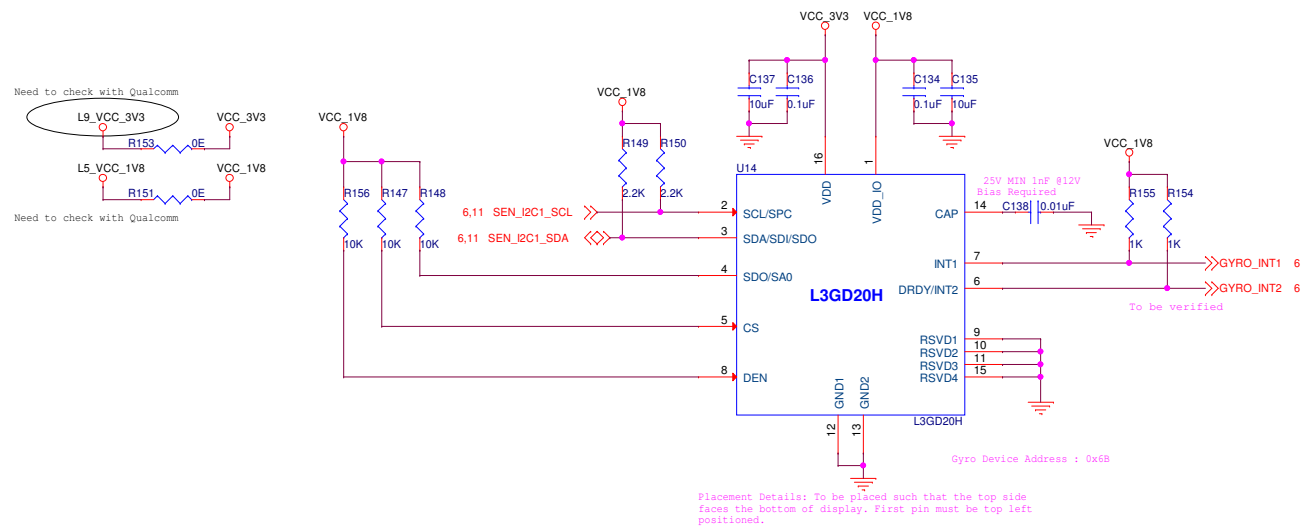 VCC_3V3
VCC_1V8
C137
10uF
C136
0.1uF
C134
0.1uF
C135
10uF
Need to check with Qualcomm
L9_VCC_3V3
VCC_3V3
R153
0E
L5_VCC_1V8
VCC_1V8
R151
0E
Need to check with Qualcomm
VCC_1V8
R156
10K
R147
10K
R148
10K
VCC_1V8
R149
2.2K
R150
2.2K
6,11 SEN_I2C1_SCL
6,11 SEN_I2C1_SDA
U14
16
VDD
1
VDD_IO
2
SCL/SPC
3
SDA/SDI/SDO
4
SDO/SA0
5
CS
8
DEN
L3GD20H
CAP
14
INT1
7
DRDY/INT2
6
RSVD1
9
RSVD2
10
RSVD3
11
RSVD4
15
GND1
12
GND2
13
L3GD20H
25V MIN 1nF @12V
Bias Required
C138
0.01uF
VCC_1V8
R155
1K
R154
1K
GYRO_INT1 6
GYRO_INT2 6
To be verified
Gyro Device Address : 0x6B
Placement Details: To be placed such that the top side
faces the bottom of display. First pin must be top left
positioned.